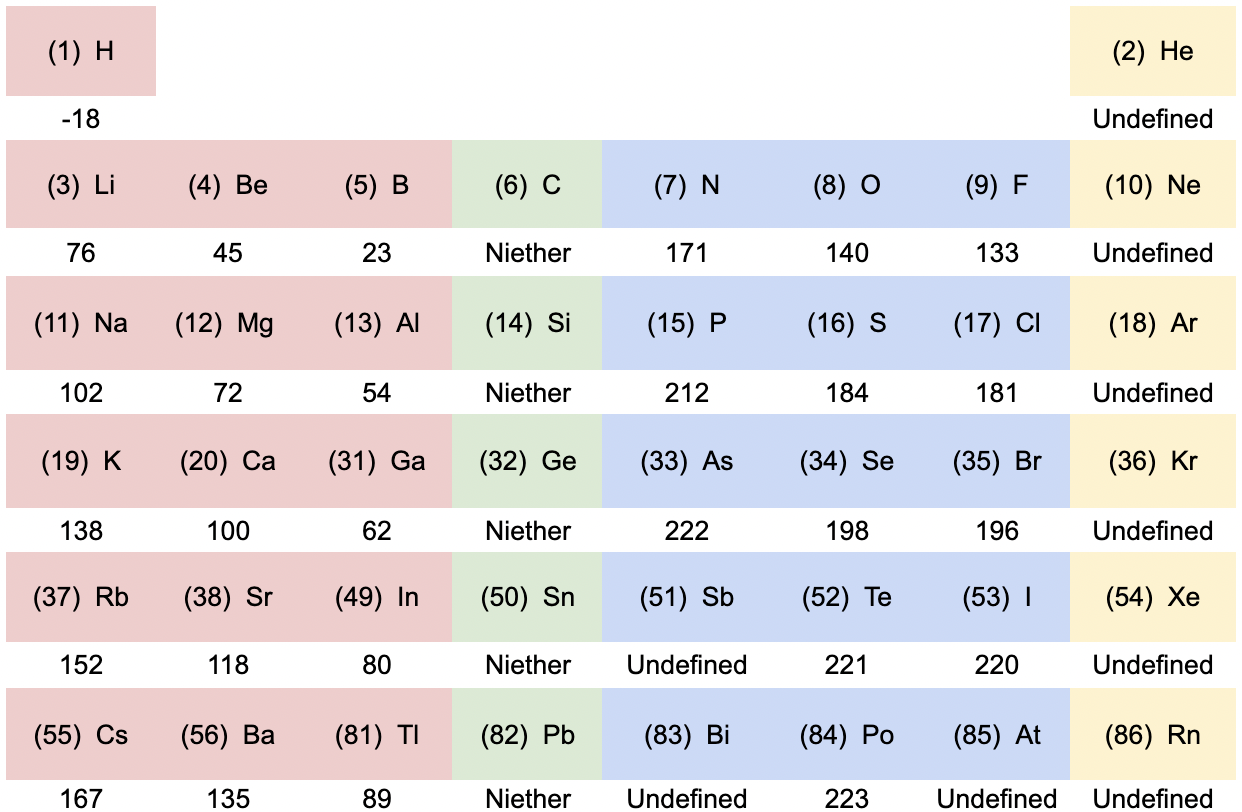 (1) H (2) He
-18 Undefined
(3) Li (4) Be (5) B (6) C (7) N (8) O (9) F (10) Ne
76 45 23 Niether 171 140 133 Undefined
(11) Na (12) Mg (13) Al (14) Si (15) P (16) S (17) Cl (18) Ar
102 72 54 Niether 212 184 181 Undefined
(19) K (20) Ca (31) Ga (32) Ge (33) As (34) Se (35) Br (36) Kr
138 100 62 Niether 222 198 196 Undefined
(37) Rb (38) Sr (49) In (50) Sn (51) Sb (52) Te (53) I (54) Xe
152 118 80 Niether Undefined 221 220 Undefined
(55) Cs (56) Ba (81) Tl (82) Pb (83) Bi (84) Po (85) At (86) Rn
167 135 89 Niether Undefined 223 Undefined Undefined